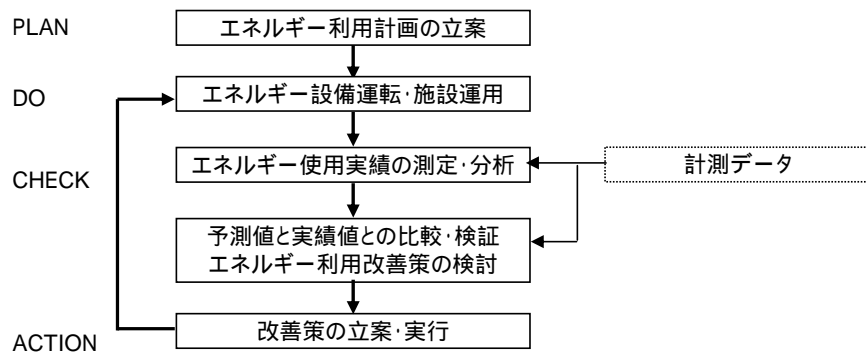 PLAN
エネルギー利用計画の立案
DO
エネルギー設備運転･施設運用
CHECK
エネルギー使用実績の測定･分析
計測データ
予測値と実績値との比較･検証
エネルギー利用改善策の検討
ACTION
改善策の立案･実行